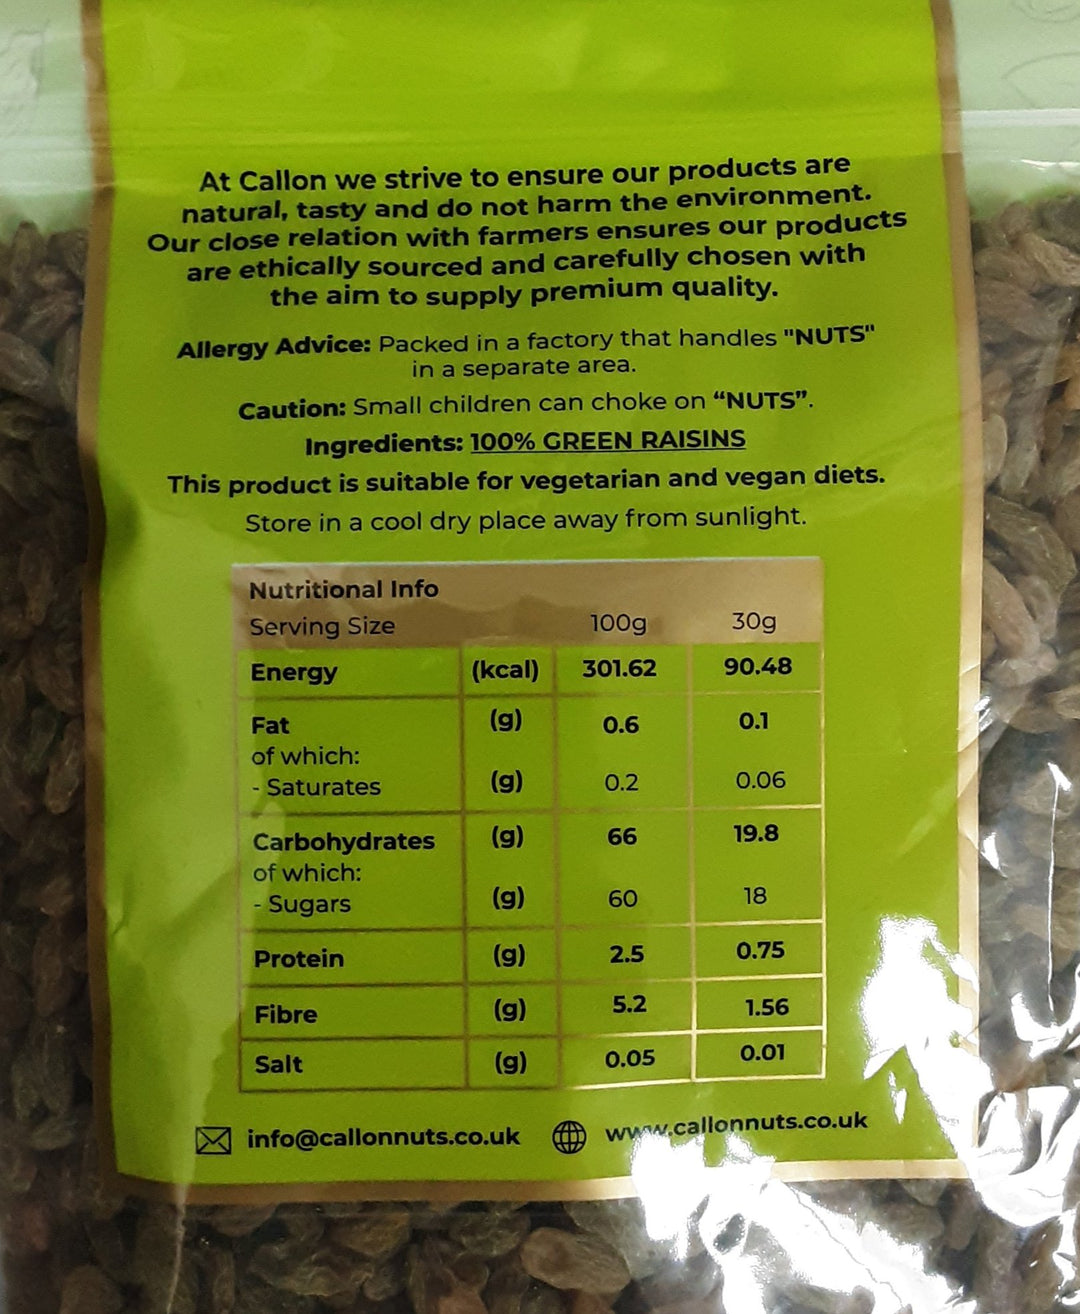 At Callon we strive to ensure our products are
natural, tasty and do not harm the environment.
Our close relation with farmers ensures our products
are ethically sourced and carefully chosen with
the aim to supply premium quality.
Allergy Advice: Packed in a factory that handles "NUTS"
in a separate area.
Caution: Small children can choke on “NUTS”.
Ingredients: 100% GREEN RAISINS
This product is suitable for vegetarian and vegan diets.
Store in a cool dry place away from sunlight.
Nutritional Info
Serving Size 100g 30g
Energy (kcal) 301.62 90.48
Fat (g) 0.6 0.1
of which:
- Saturates (g) 0.2 0.06
Carbohydrates (g) 66 19.8
of which:
- Sugars (g) 60 18
Protein (g) 2.5 0.75
Fibre (g) 5.2 1.56
Salt (g) 0.05 0.01
info@callonnuts.co.uk www.callonnuts.co.uk